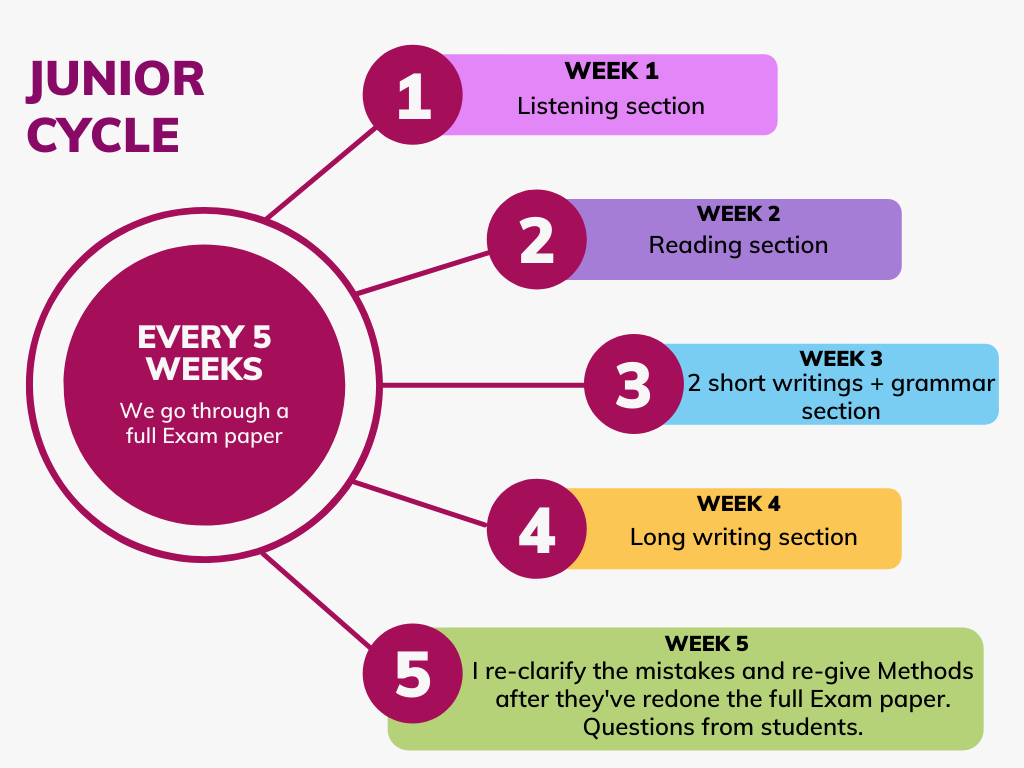 JUNIOR
CYCLE
EVERY 5
WEEKS
We go through a
full Exam paper
1
WEEK 1
Listening section
2
WEEK 2
Reading section
3
WEEK 3
2 short writings + grammar
section
4
WEEK 4
Long writing section
5
WEEK 5
I re-clarify the mistakes and re-give Methods
after they've redone the full Exam paper.
Questions from students.